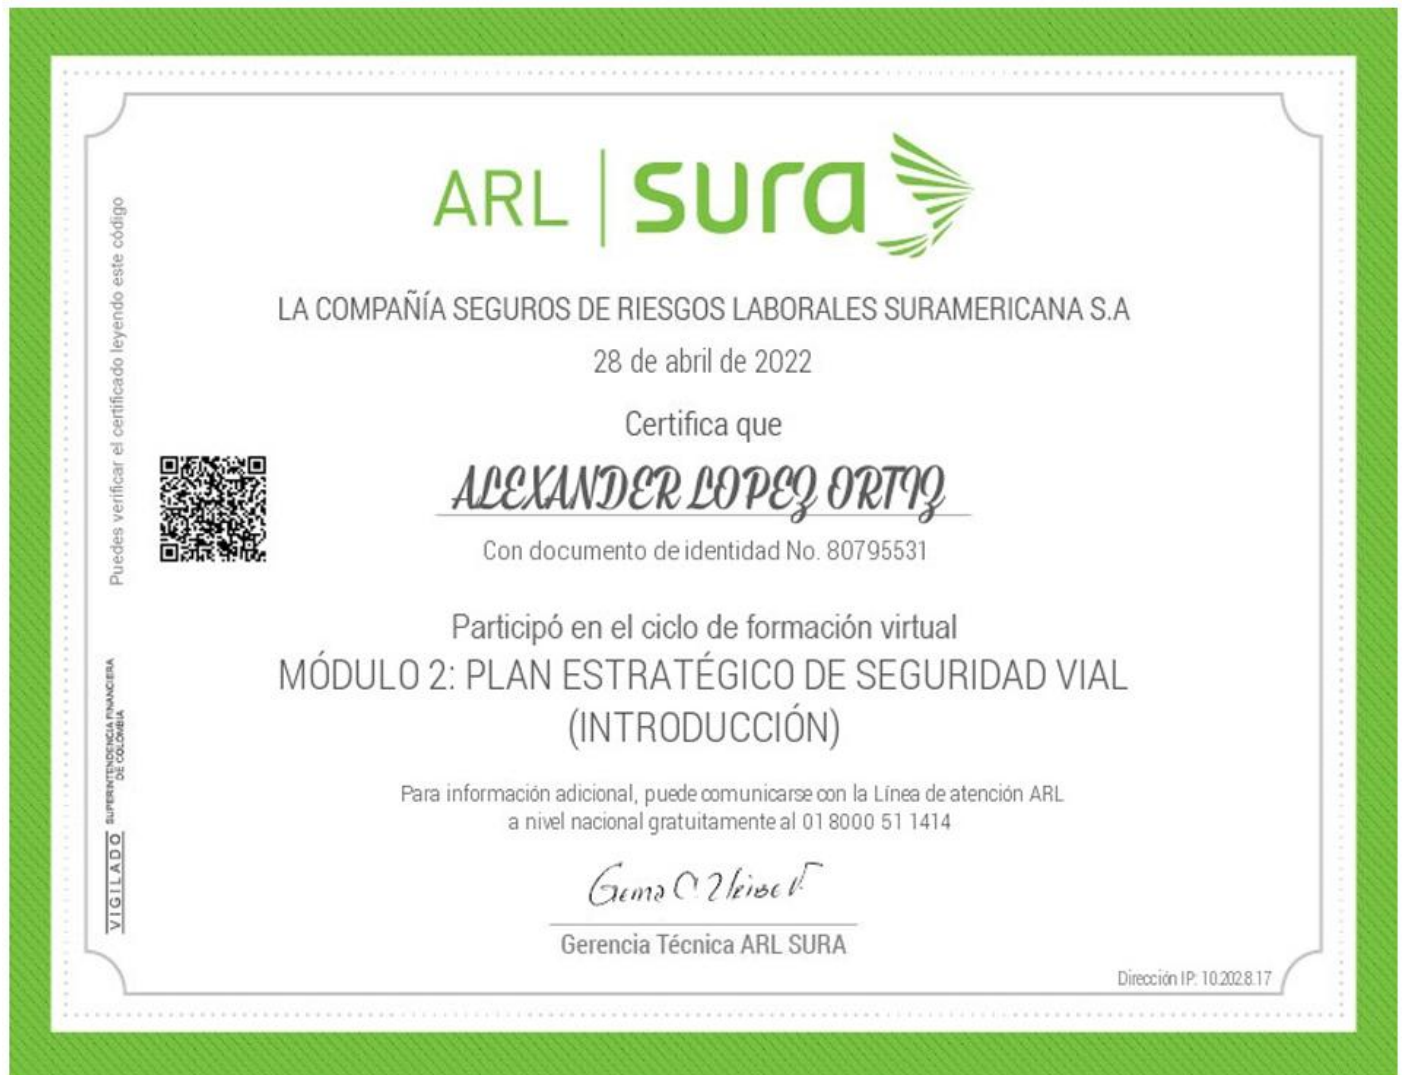 ARL | sura
LA COMPAÑÍA SEGUROS DE RIESGOS LABORALES SURAMERICANA S.A
28 de abril de 2022
Certifica que
ALEXANDER LOPEZ ORTIZ
Con documento de identidad No. 80795531
Participó en el ciclo de formación virtual
MÓDULO 2: PLAN ESTRATÉGICO DE SEGURIDAD VIAL
(INTRODUCCIÓN)
Para información adicional, puede comunicarse con la Línea de atención ARL
a nivel nacional gratuitamente al 01 8000 51 1414
Gerencia Técnica ARL SURA
Dirección IP: 10.202.8.17
Puedes verificar el certificado leyendo este código
VIGILADO SUPERINTENDENCIA FINANCIERA
DE COLOMBIA